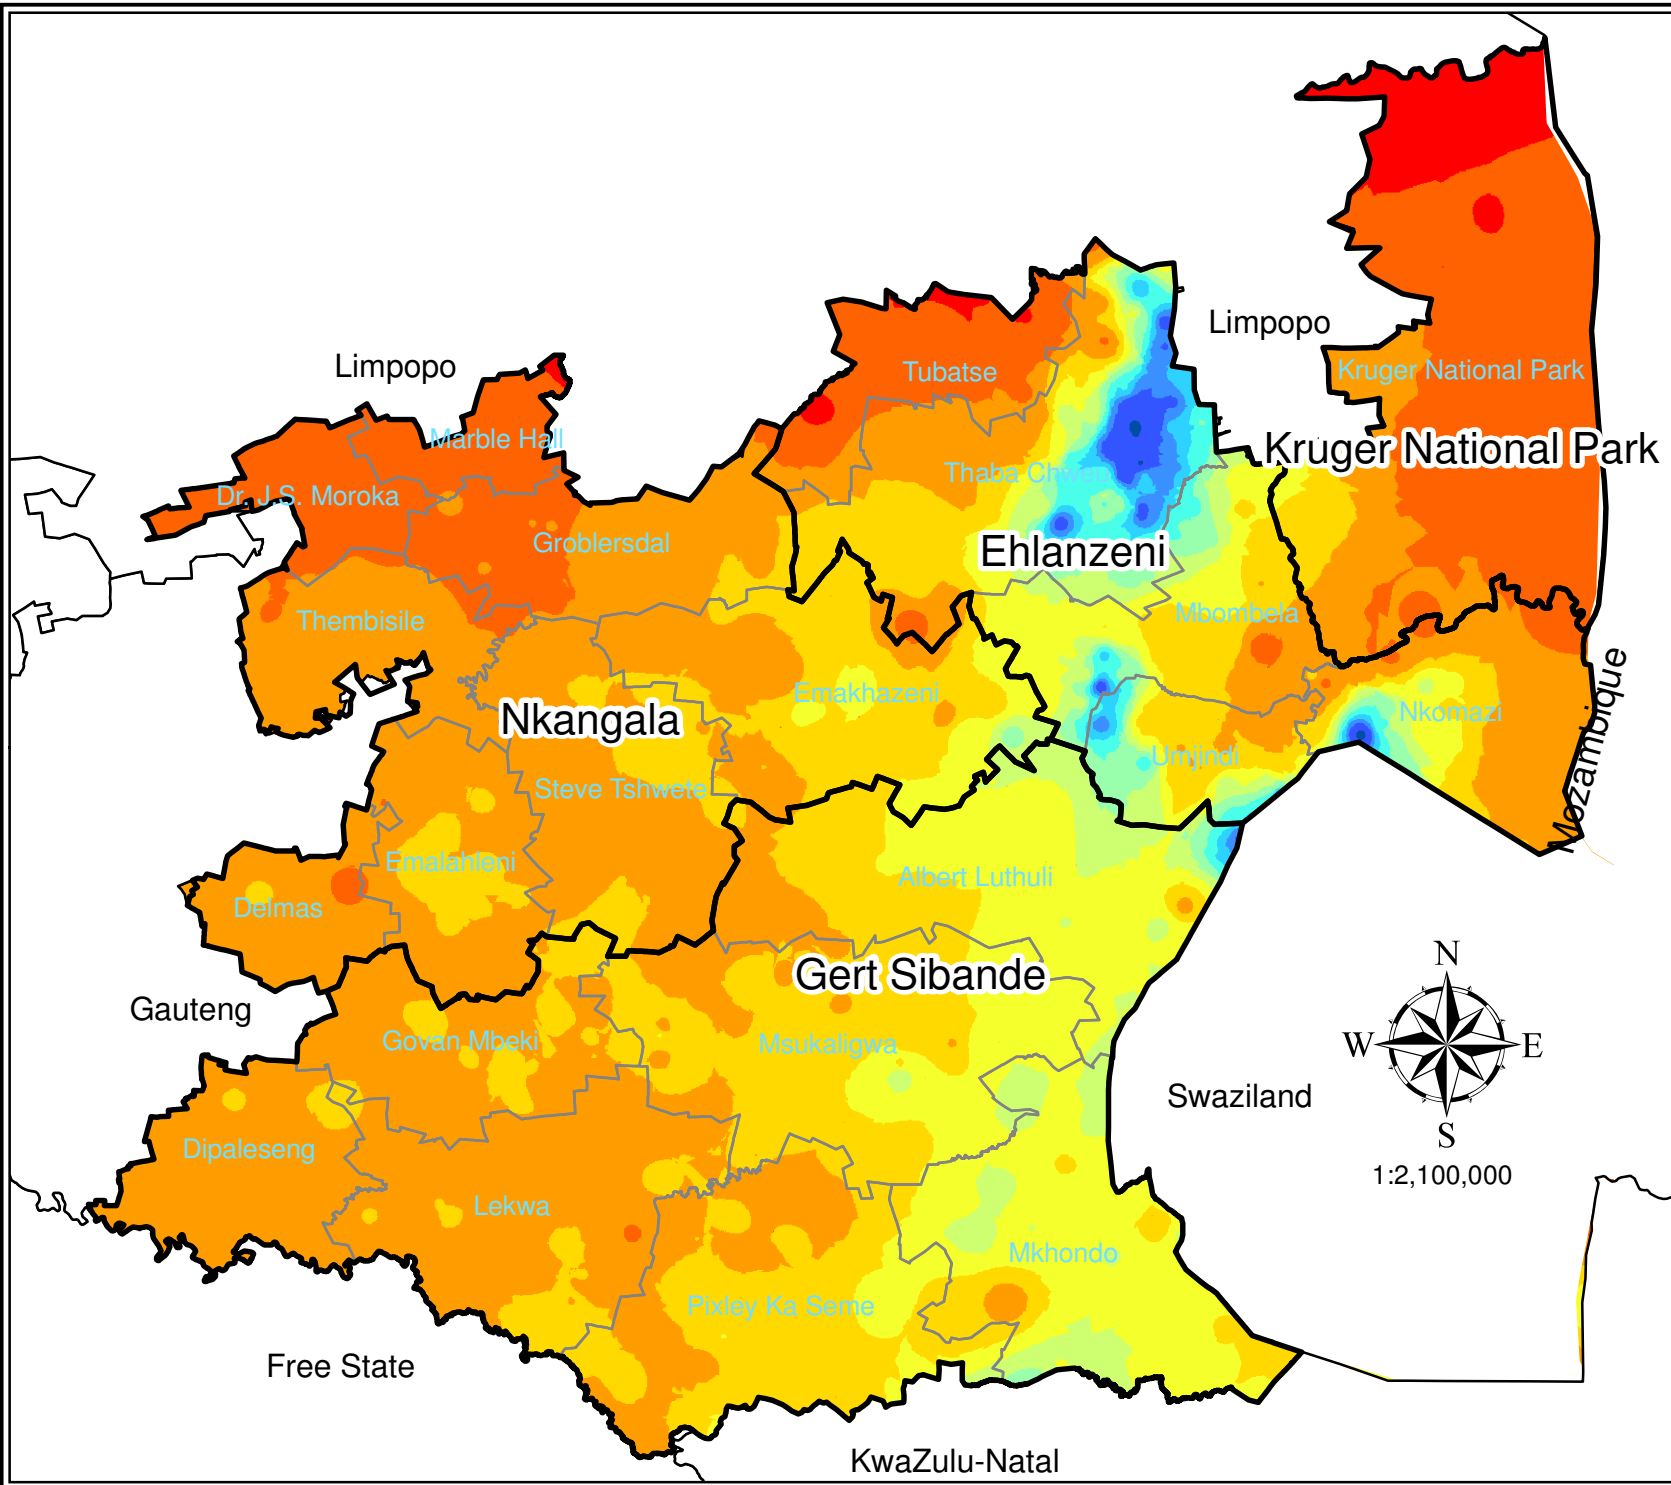 Limpopo
Limpopo
Tubatse
Kruger National Park
Marble Hall
Kruger National Park
Thaba Chweu
Dr. J.S. Moroka
Groblersdal
Ehlanzeni
Thembisile
Mbombela
Emakhazeni
Nkangala
Nkomazi
Mozambique
Umjindi
Steve Tshwete
Emalahleni
Albert Luthuli
Delmas
Gert Sibande
N
Gauteng
Govan Mbeki
Msukaligwa
W
E
Swaziland
S
Dipaleseng
1:2,100,000
Lekwa
Mkhondo
Pixley Ka Seme
Free State
KwaZulu-Natal